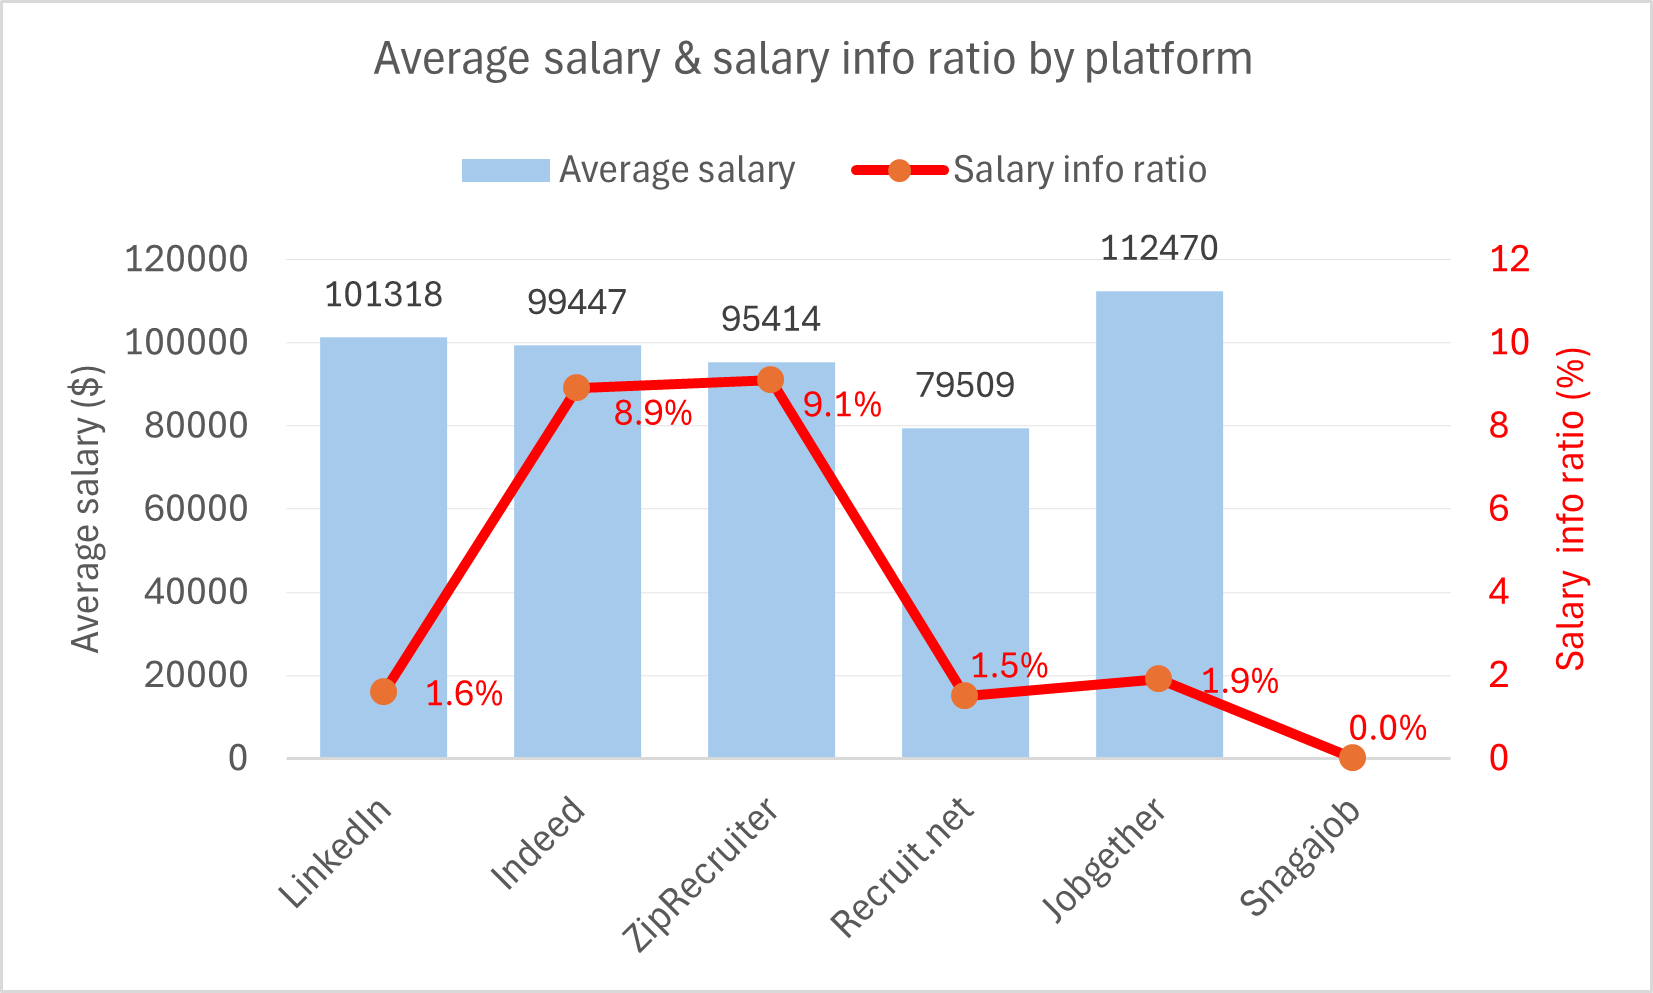 Average salary & salary info ratio by platform
Average salary
Salary info ratio
120000
100000
80000
60000
40000
20000
0
Average salary ($)
101318
99447
95414
79509
112470
1.6%
8.9%
9.1%
1.5%
1.9%
0.0%
12
10
8
6
4
2
0
Salary info ratio (%)
LinkedIn
Indeed
ZipRecruiter
Recruit.net
Jobgether
Snagajob